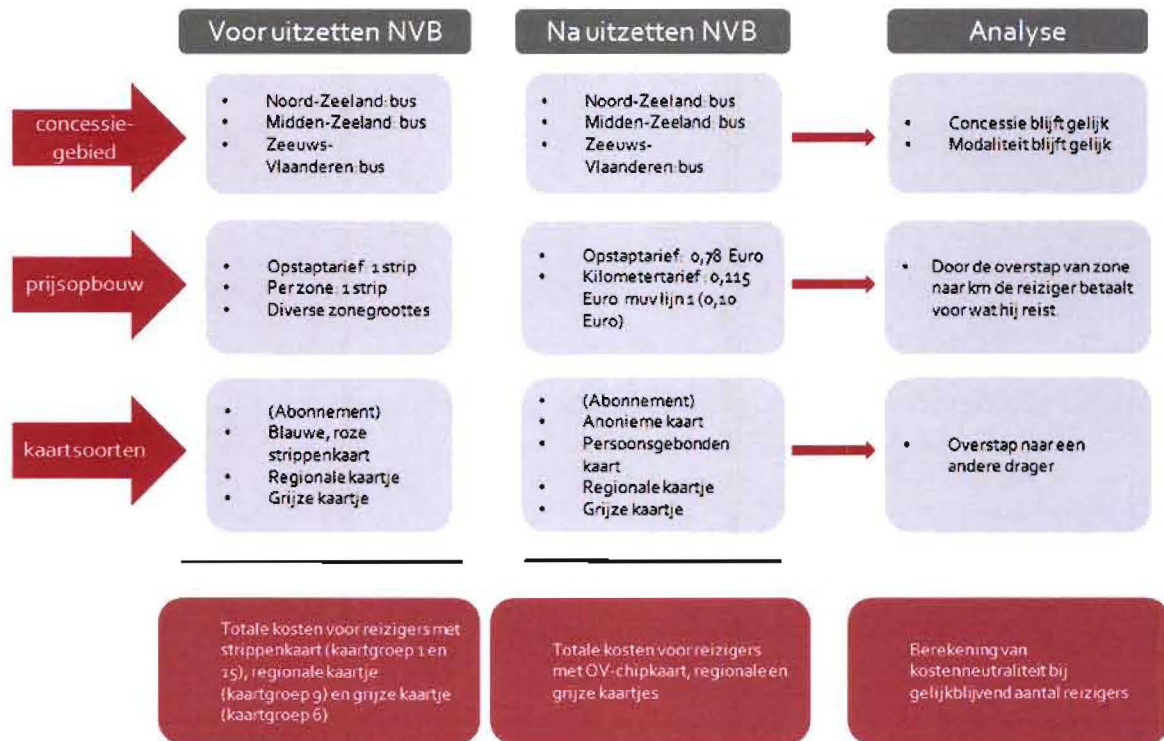 Voor uitzetten NVB
Na uitzetten NVB
Analyse
concessie-
gebied
• Noord-Zeeland: bus
• Midden-Zeeland: bus
• Zeeuws-
Vlaanderen: bus
• Noord-Zeeland: bus
• Midden-Zeeland: bus
• Zeeuws-
Vlaanderen: bus
• Concessie blijft gelijk
• Modaliteit blijft gelijk
prijsopbouw
• Opstaptarief: 1 strip
• Per zone: 1 strip
• Diverse zonegroottes
• Opstaptarief: 0,78 Euro
• Kilometertarief: 0,115
Euro muv lijn 1 (0,10
Euro)
• Door de overstap van zone
naar km de reiziger betaalt
voor wat hij reist.
kaartsoorten
• (Abonnement)
• Blauwe, roze
strippenkaart
• Regionale kaartje
• Grijze kaartje
• (Abonnement)
• Anonieme kaart
• Persoonsgebonden
kaart
• Regionale kaartje
• Grijze kaartje
• Overstap naar een
andere drager
Totale kosten voor reizigers met
strippenkaart (kaartgroep 1 en
15), regionale kaartje
(kaartgroep 9) en grijze kaartje
(kaartgroep 6)
Totale kosten voor reizigers
met OV-chipkaart, regionale en
grijze kaartjes
Berekening van
kostenneutraliteit bij
gelijkblijvend aantal reizigers